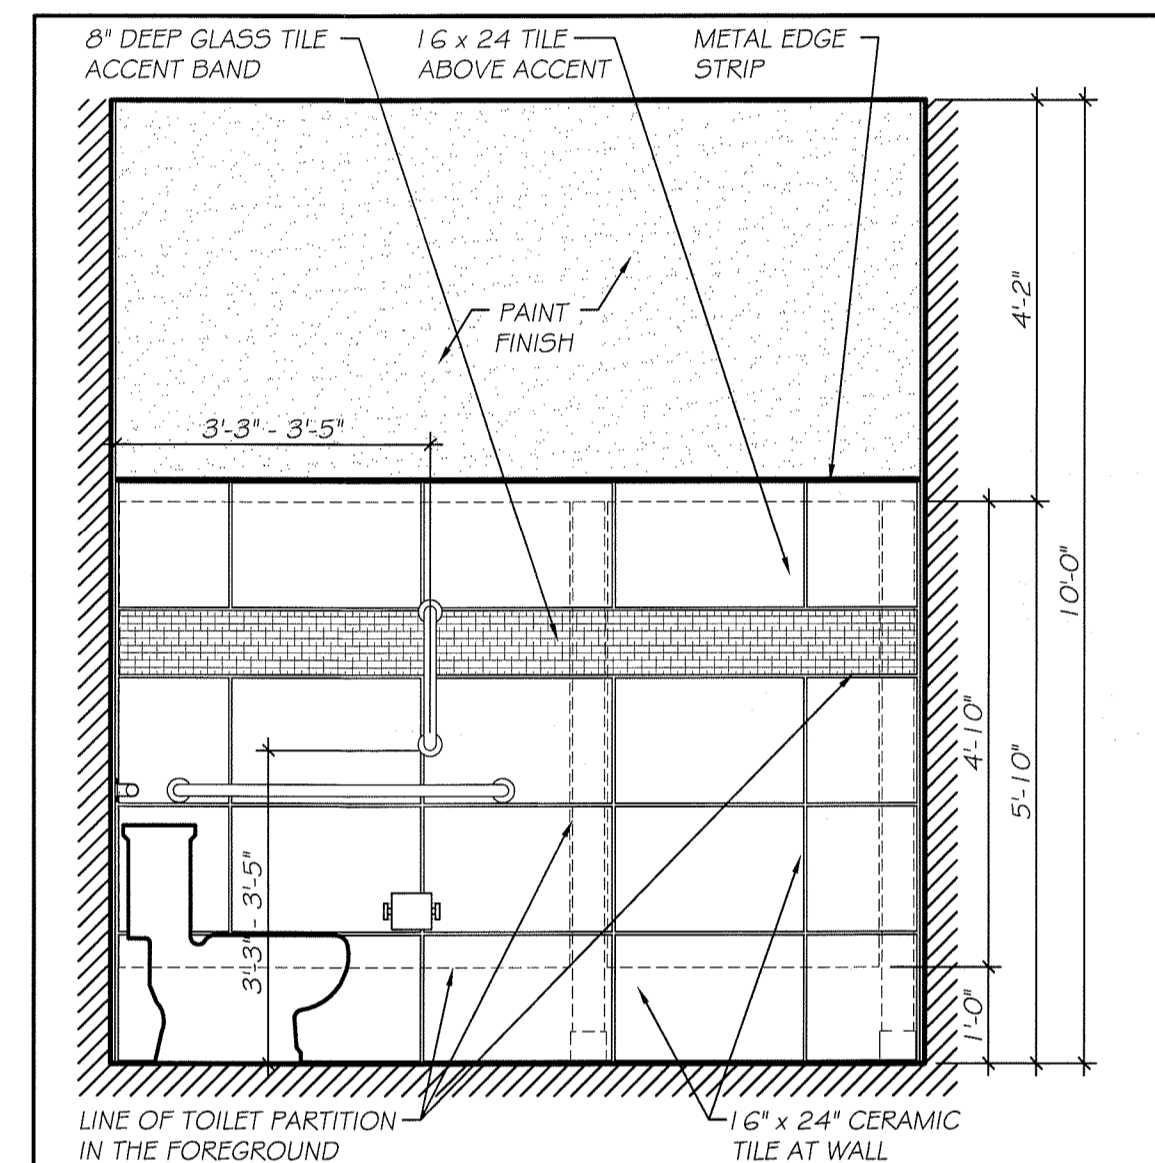 8" DEEP GLASS TILE
ACCENT BAND
16 x 24 TILE
ABOVE ACCENT
METAL EDGE
STRIP
PAINT
FINISH
4'-2"
3'-3" - 3'-5"
10'-0"
4'-10"
5'-10"
3'-3" - 3'-5"
1'-0"
LINE OF TOILET PARTITION
IN THE FOREGROUND
16" x 24" CERAMIC
TILE AT WALL